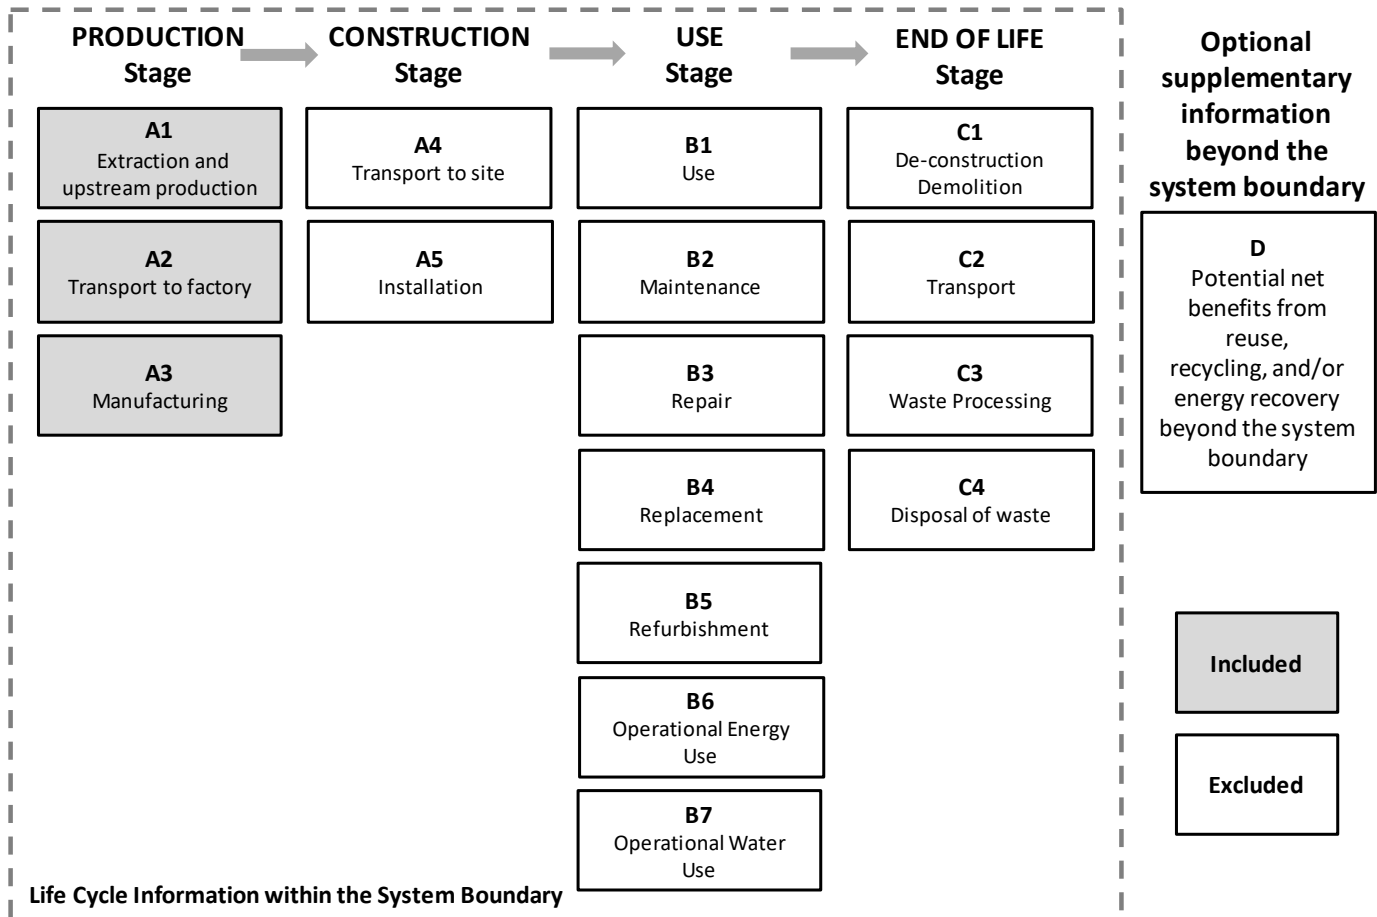 PRODUCTION
Stage
CONSTRUCTION
Stage
USE
Stage
END OF LIFE
Stage
Optional
supplementary
information
beyond the
system boundary
A1
Extraction and
upstream production
A2
Transport to factory
A3
Manufacturing
A4
Transport to site
A5
Installation
B1
Use
B2
Maintenance
B3
Repair
B4
Replacement
B5
Refurbishment
B6
Operational Energy
Use
B7
Operational Water
Use
C1
De-construction
Demolition
C2
Transport
C3
Waste Processing
C4
Disposal of waste
D
Potential net
benefits from
reuse,
recycling, and/or
energy recovery
beyond the system
boundary
Included
Excluded
Life Cycle Information within the System Boundary